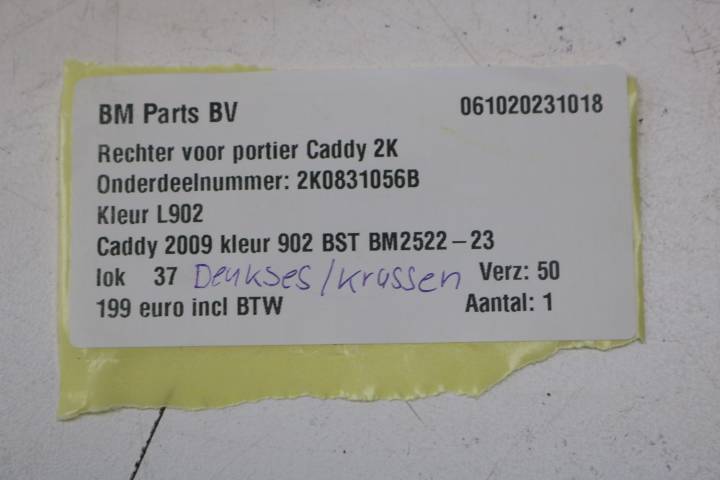 BM Parts BV 061020231018
Rechter voor portier Caddy 2K
Onderdeelnummer: 2K0831056B
Kleur L902
Caddy 2009 kleur 902 BST BM2522-23
lok 37 Deukses/krassen Verz: 50
199 euro incl BTW Aantal: 1